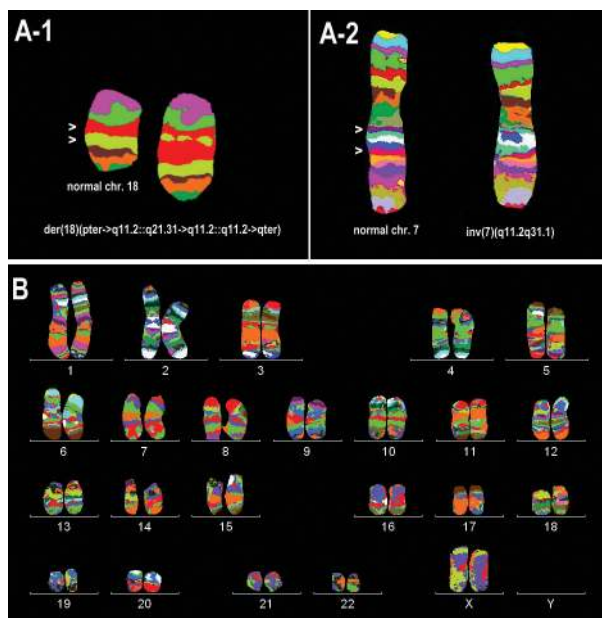 A-1
>
>
normal chr. 18
der(18)(pter->q11.2::q21.31->q11.2::q11.2->qter)
A-2
>
>
normal chr. 7
inv(7)(q11.2q31.1)
B
1 2 3 4 5
6 7 8 9 10 11 12
13 14 15 16 17 18
19 20 21 22 X Y